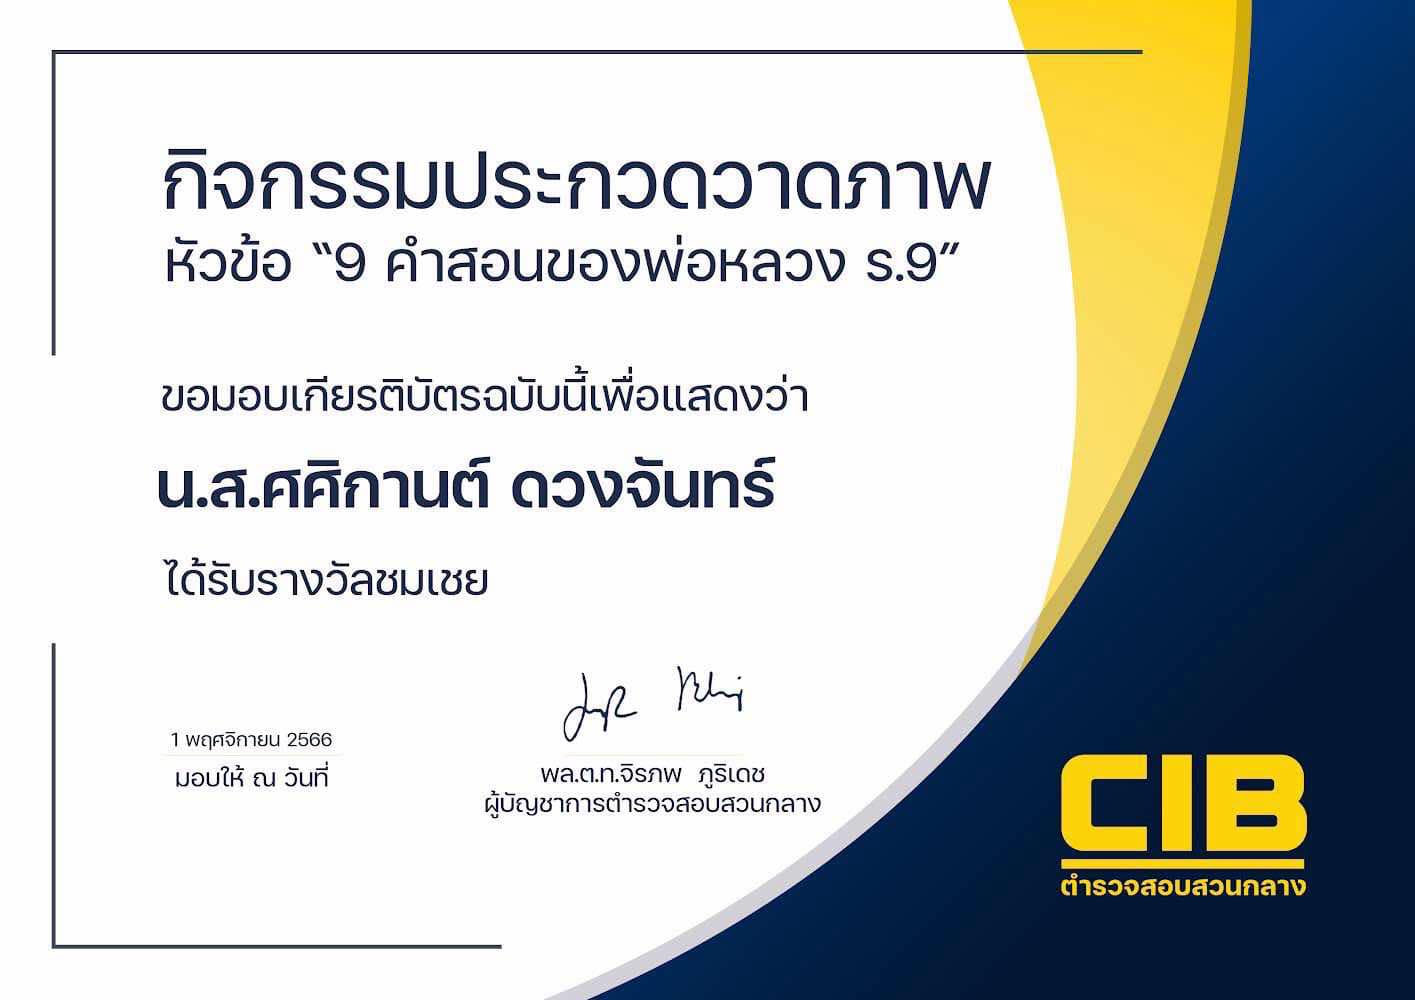 กิจกรรมประกวดวาดภาพ
หัวข้อ “9 คำสอนของพ่อหลวง ร.9”
ขอมอบเกียรติบัตรฉบับนี้เพื่อแสดงว่า
น.ส.ศศิกานต์ ดวงจันทร์
ได้รับรางวัลชมเชย
1 พฤศจิกายน 2566
มอบให้ ณ วันที่
พล.ต.ท.จิรภพ ภูริเดช
ผู้บัญชาการตำรวจสอบสวนกลาง
CIB
ตำรวจสอบสวนกลาง